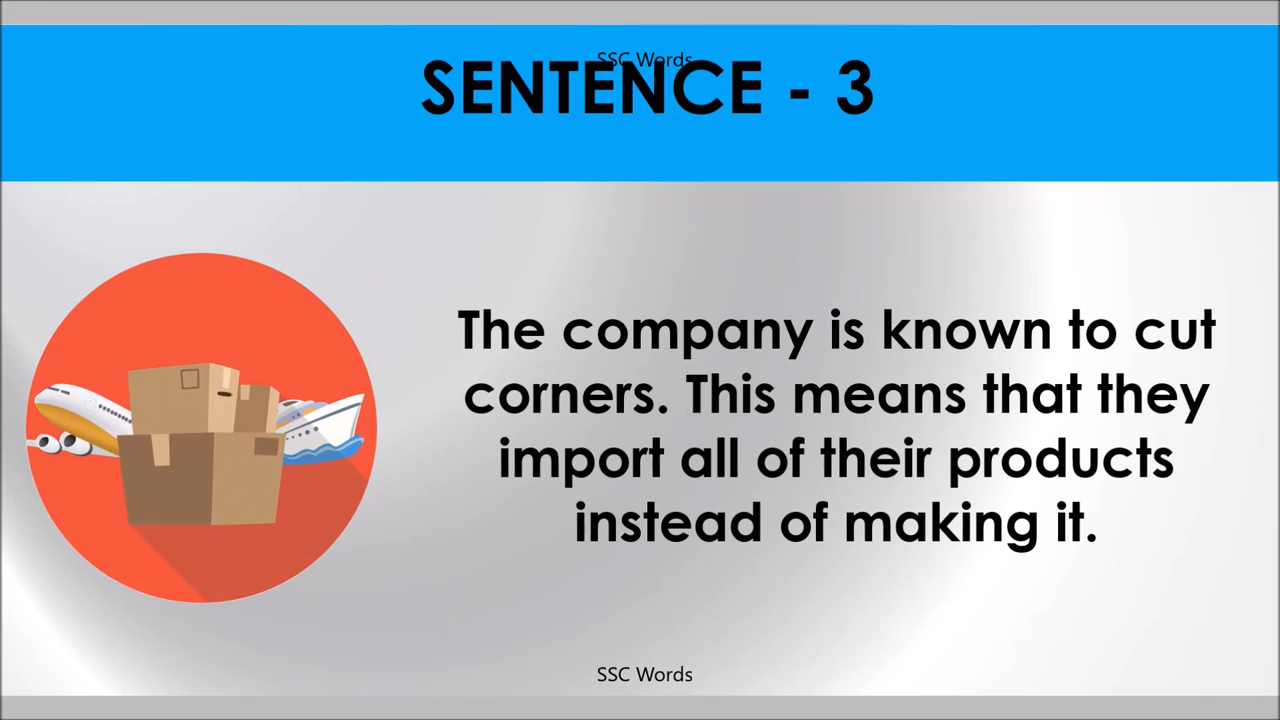 SSC Words
SENTENCE - 3
The company is known to cut
corners. This means that they
import all of their products
instead of making it.
SSC Words